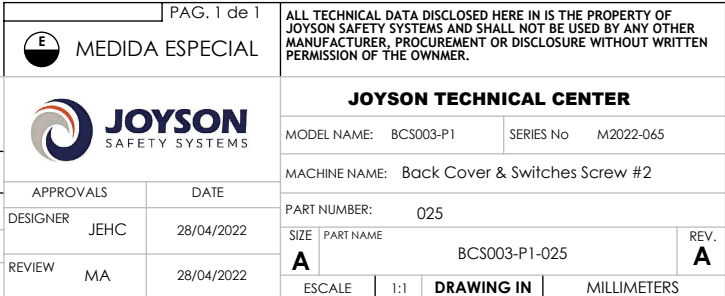 PAG. 1 de 1
E
MEDIDA ESPECIAL
ALL TECHNICAL DATA DISCLOSED HERE IN IS THE PROPERTY OF
JOYSON SAFETY SYSTEMS AND SHALL NOT BE USED BY ANY OTHER
MANUFACTURER, PROCUREMENT OR DISCLOSURE WITHOUT WRITTEN
PERMISSION OF THE OWNMER.
JOYSON
SAFETY SYSTEMS
JOYSON TECHNICAL CENTER
MODEL NAME: BCS003-P1 SERIES No M2022-065
MACHINE NAME: Back Cover & Switches Screw #2
APPROVALS DATE
DESIGNER JEHC 28/04/2022
REVIEW MA 28/04/2022
PART NUMBER: 025
SIZE PART NAME REV.
A BCS003-P1-025 A
ESCALE 1:1 DRAWING IN MILLIMETERS